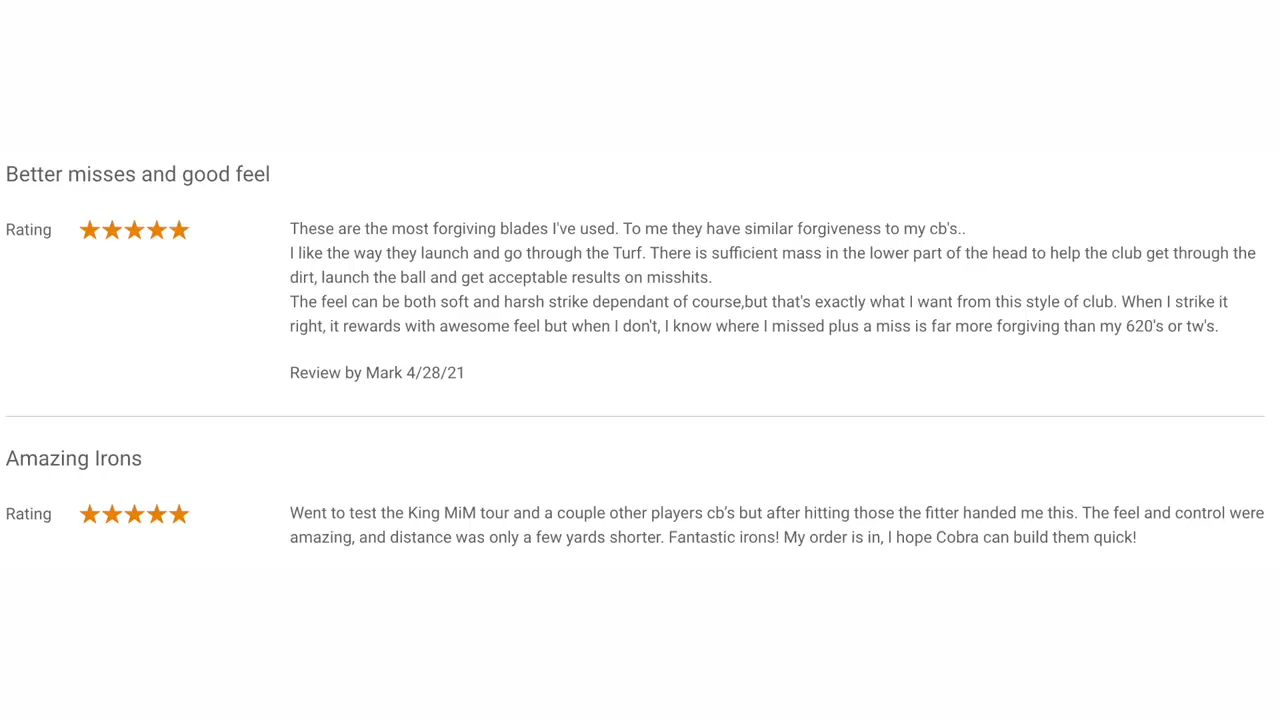 Better misses and good feel
Rating
These are the most forgiving blades I've used. To me they have similar forgiveness to my cb's..
I like the way they launch and go through the Turf. There is sufficient mass in the lower part of the head to help the club get through the
dirt, launch the ball and get acceptable results on misshits.
The feel can be both soft and harsh strike dependant of course,but that's exactly what I want from this style of club. When I strike it
right, it rewards with awesome feel but when I don't, I know where I missed plus a miss is far more forgiving than my 620's or tw's.
Review by Mark 4/28/21
Amazing Irons
Rating
Went to test the King MiM tour and a couple other players cb’s but after hitting those the fitter handed me this. The feel and control were
amazing, and distance was only a few yards shorter. Fantastic irons! My order is in, I hope Cobra can build them quick!